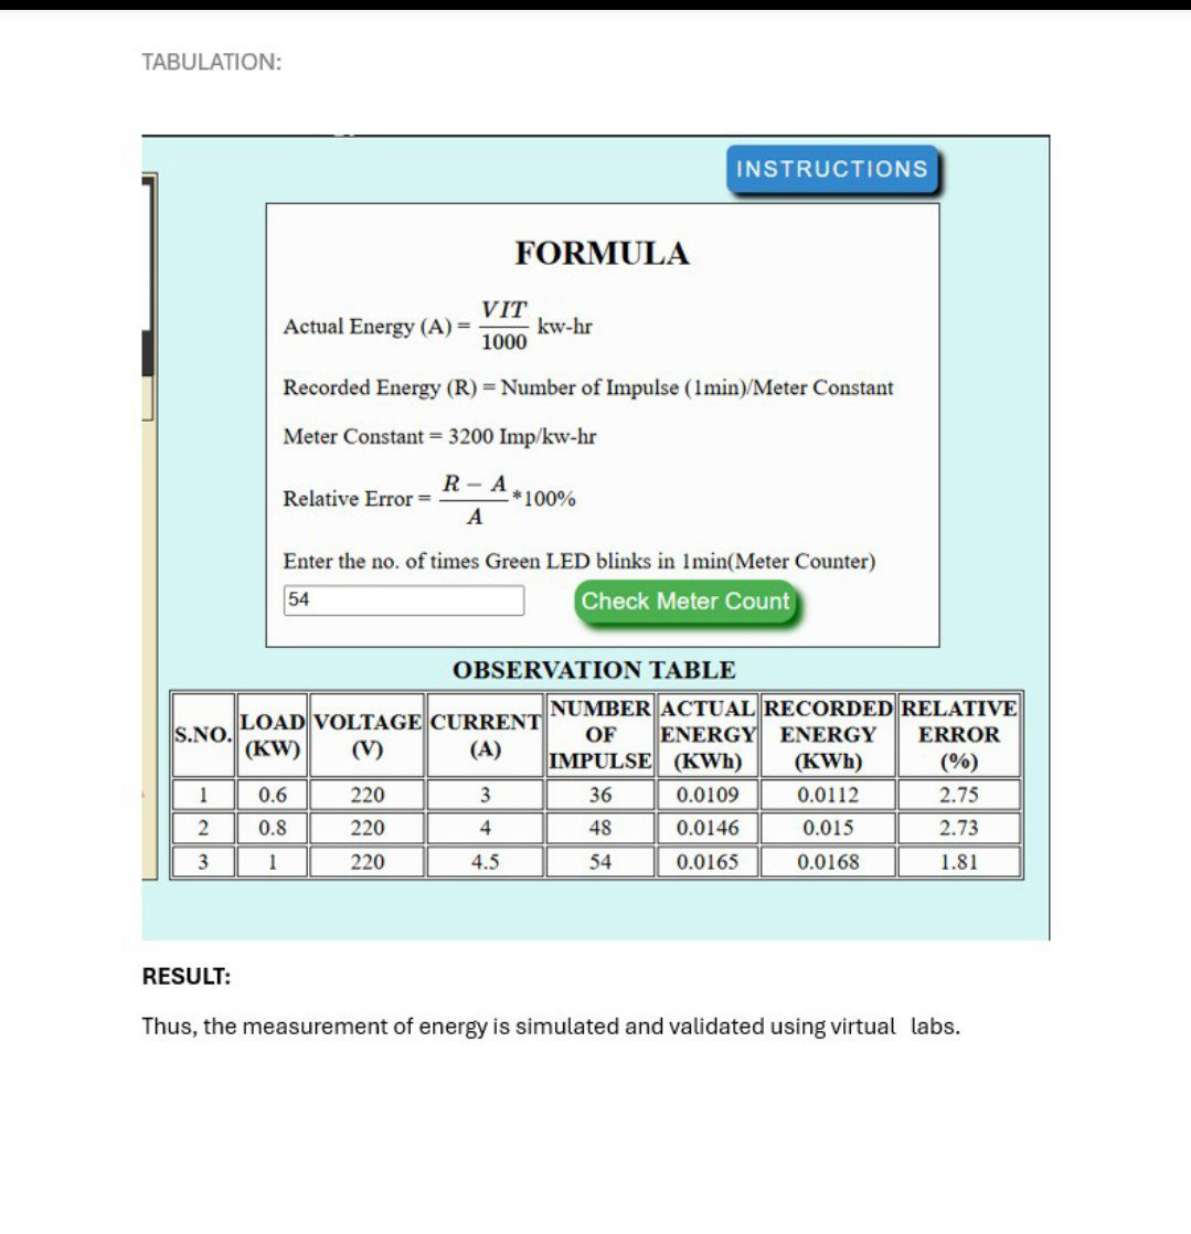 TABULATION:
INSTRUCTIONS
FORMULA
Actual Energy (A) = VIT / 1000 kw-hr
Recorded Energy (R) = Number of Impulse (1min)/Meter Constant
Meter Constant = 3200 Imp/kw-hr
Relative Error = R − A / A *100%
Enter the no. of times Green LED blinks in 1min(Meter Counter)
54 Check Meter Count
OBSERVATION TABLE
S.NO. LOAD (KW) VOLTAGE (V) CURRENT (A) NUMBER OF IMPULSE ACTUAL ENERGY (KWh) RECORDED ENERGY (KWh) RELATIVE ERROR (%)
1 0.6 220 3 36 0.0109 0.0112 2.75
2 0.8 220 4 48 0.0146 0.015 2.73
3 1 220 4.5 54 0.0165 0.0168 1.81
RESULT:
Thus, the measurement of energy is simulated and validated using virtual labs.